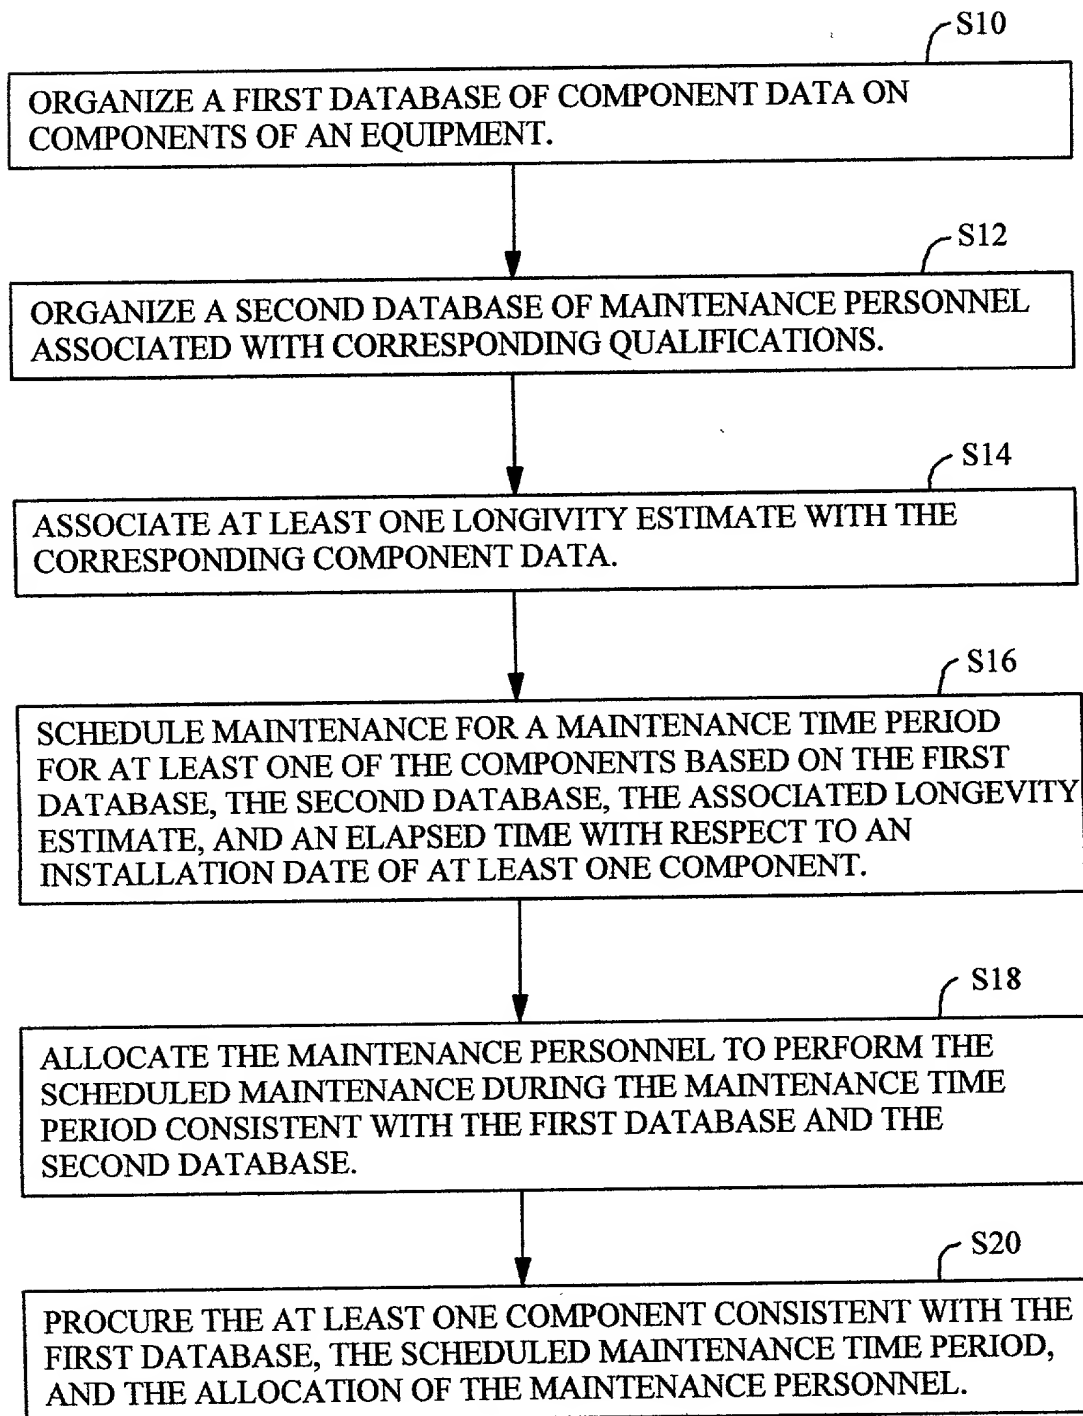 S10
ORGANIZE A FIRST DATABASE OF COMPONENT DATA ON
COMPONENTS OF AN EQUIPMENT.
S12
ORGANIZE A SECOND DATABASE OF MAINTENANCE PERSONNEL
ASSOCIATED WITH CORRESPONDING QUALIFICATIONS.
S14
ASSOCIATE AT LEAST ONE LONGIVITY ESTIMATE WITH THE
CORRESPONDING COMPONENT DATA.
S16
SCHEDULE MAINTENANCE FOR A MAINTENANCE TIME PERIOD
FOR AT LEAST ONE OF THE COMPONENTS BASED ON THE FIRST
DATABASE, THE SECOND DATABASE, THE ASSOCIATED LONGEVITY
ESTIMATE, AND AN ELAPSED TIME WITH RESPECT TO AN
INSTALLATION DATE OF AT LEAST ONE COMPONENT.
S18
ALLOCATE THE MAINTENANCE PERSONNEL TO PERFORM THE
SCHEDULED MAINTENANCE DURING THE MAINTENANCE TIME
PERIOD CONSISTENT WITH THE FIRST DATABASE AND THE
SECOND DATABASE.
S20
PROCURE THE AT LEAST ONE COMPONENT CONSISTENT WITH THE
FIRST DATABASE, THE SCHEDULED MAINTENANCE TIME PERIOD,
AND THE ALLOCATION OF THE MAINTENANCE PERSONNEL.